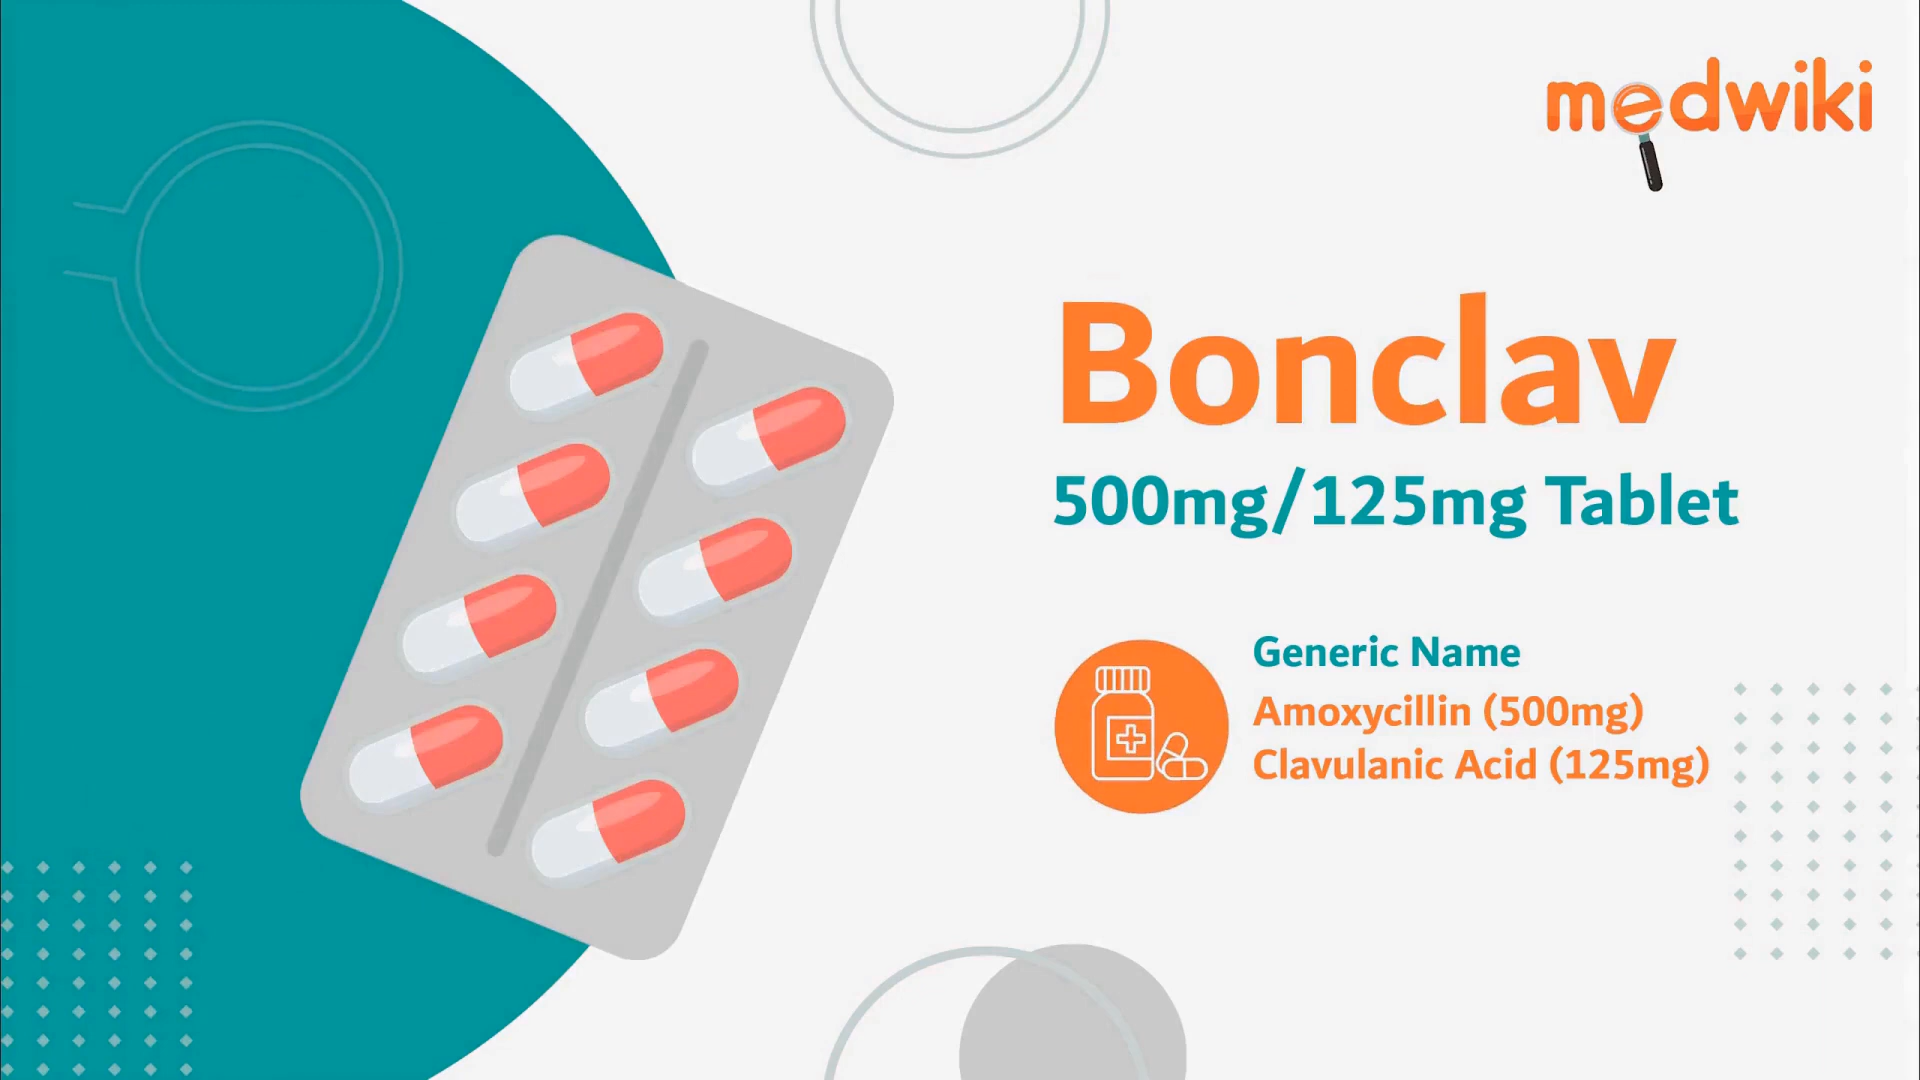 medwiki
Bonclav
500mg/125mg Tablet
Generic Name
Amoxycillin (500mg)
Clavulanic Acid (125mg)